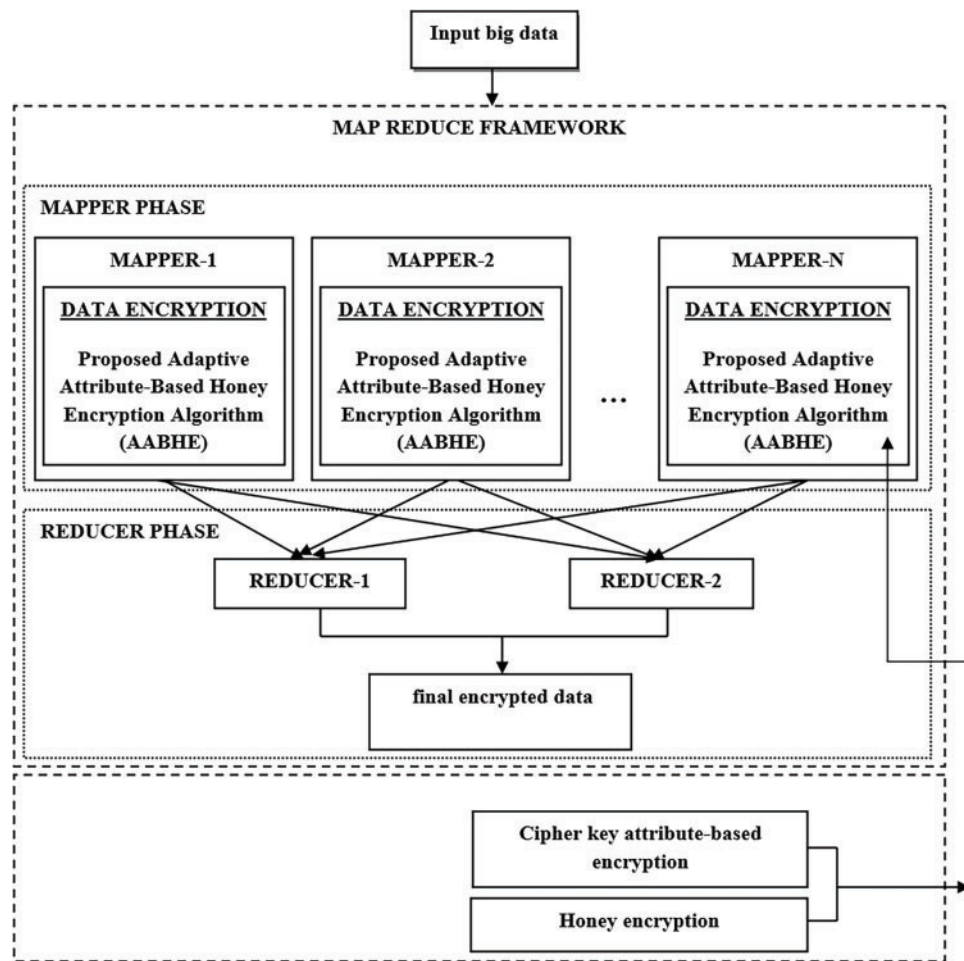 Input big data
MAP REDUCE FRAMEWORK
MAPPER PHASE
MAPPER-1
DATA ENCRYPTION
Proposed Adaptive
Attribute-Based Honey
Encryption Algorithm
(AABHE)
MAPPER-2
DATA ENCRYPTION
Proposed Adaptive
Attribute-Based Honey
Encryption Algorithm
(AABHE)
...
MAPPER-N
DATA ENCRYPTION
Proposed Adaptive
Attribute-Based Honey
Encryption Algorithm
(AABHE)
REDUCER PHASE
REDUCER-1
REDUCER-2
final encrypted data
Cipher key attribute-based
encryption
Honey encryption